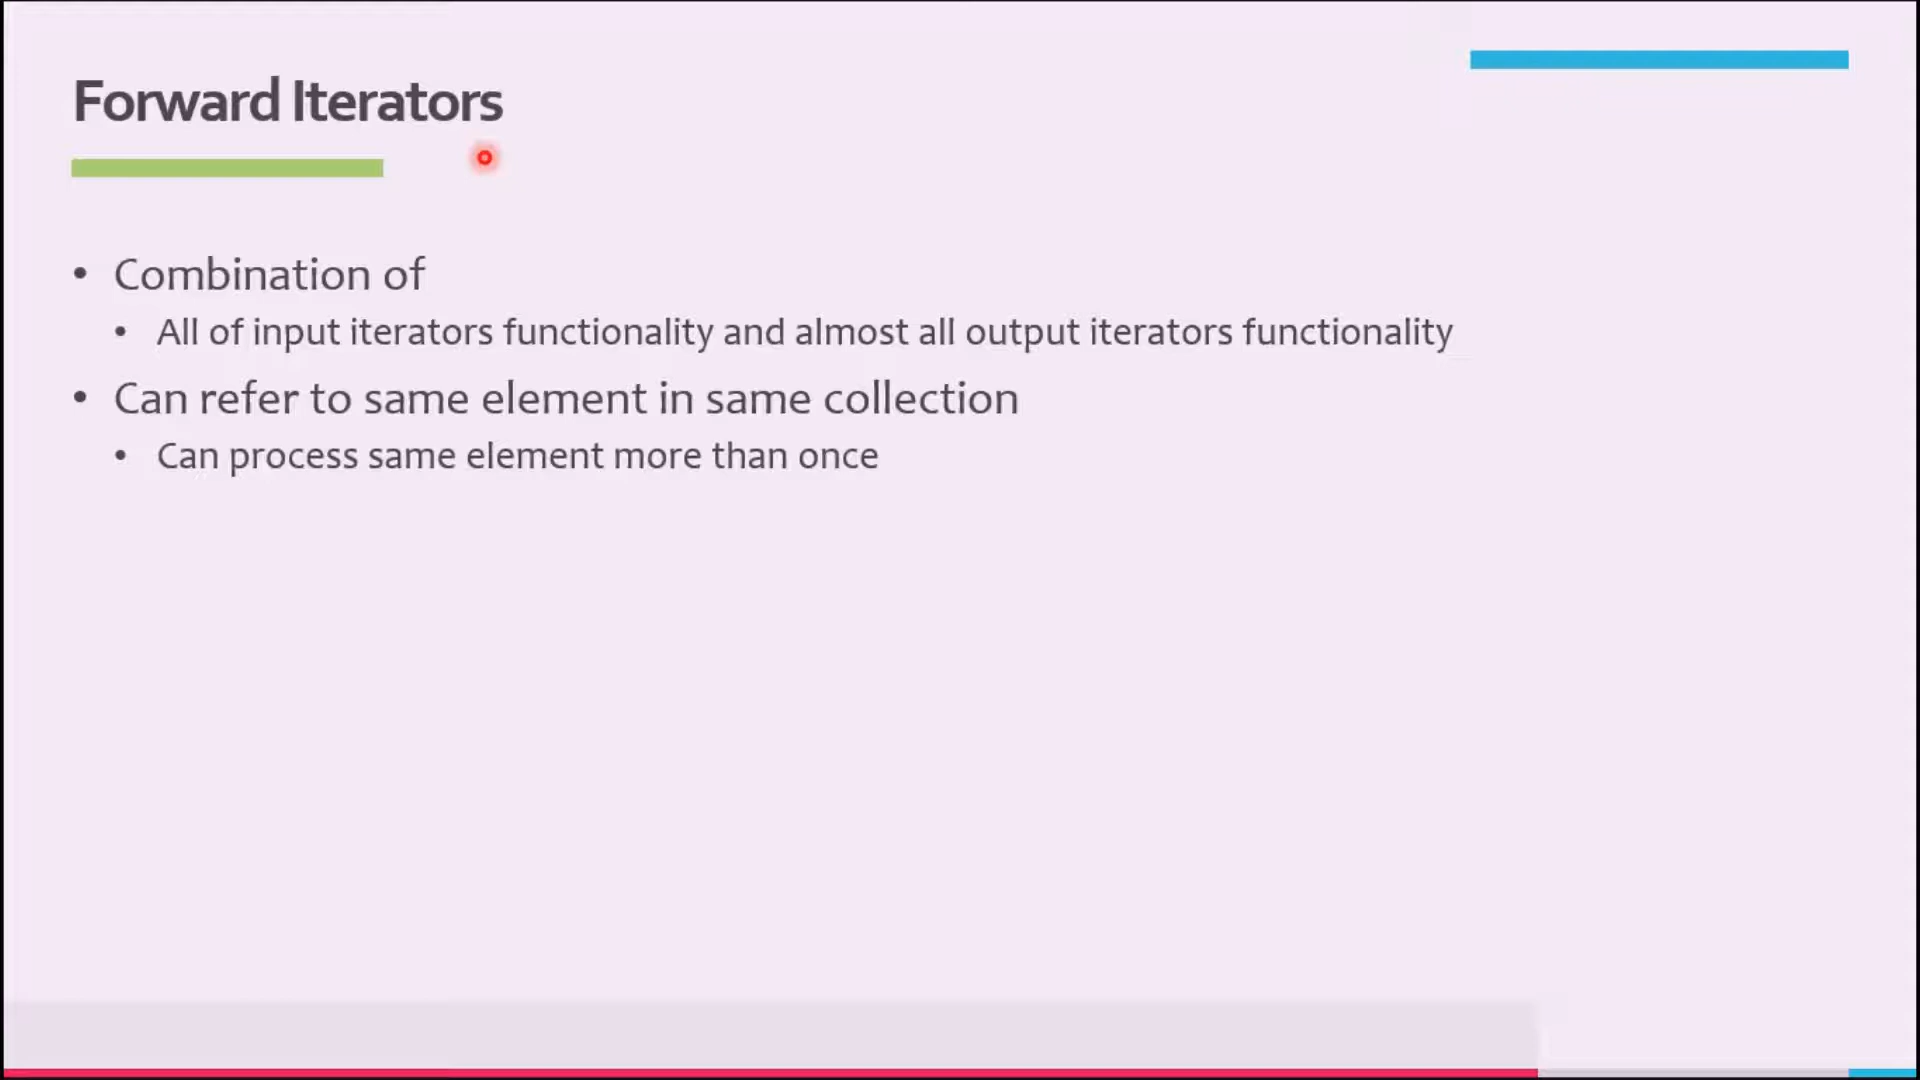 Forward Iterators
• Combination of
• All of input iterators functionality and almost all output iterators functionality
• Can refer to same element in same collection
• Can process same element more than once